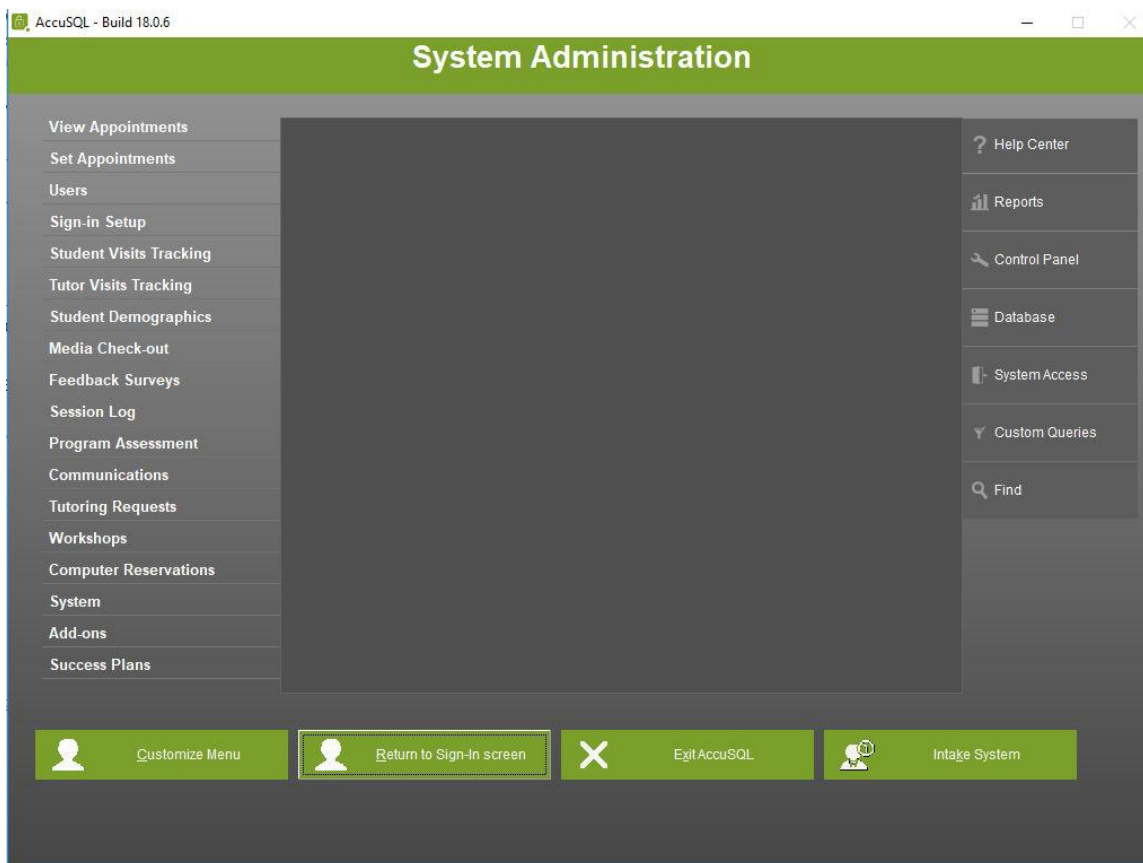 AccuSQL - Build 18.0.6
System Administration
View Appointments
Set Appointments
Users
Sign-in Setup
Student Visits Tracking
Tutor Visits Tracking
Student Demographics
Media Check-out
Feedback Surveys
Session Log
Program Assessment
Communications
Tutoring Requests
Workshops
Computer Reservations
System
Add-ons
Success Plans
Help Center
Reports
Control Panel
Database
System Access
Custom Queries
Find
Customize Menu
Return to Sign-In screen
Exit AccuSQL
Intake System